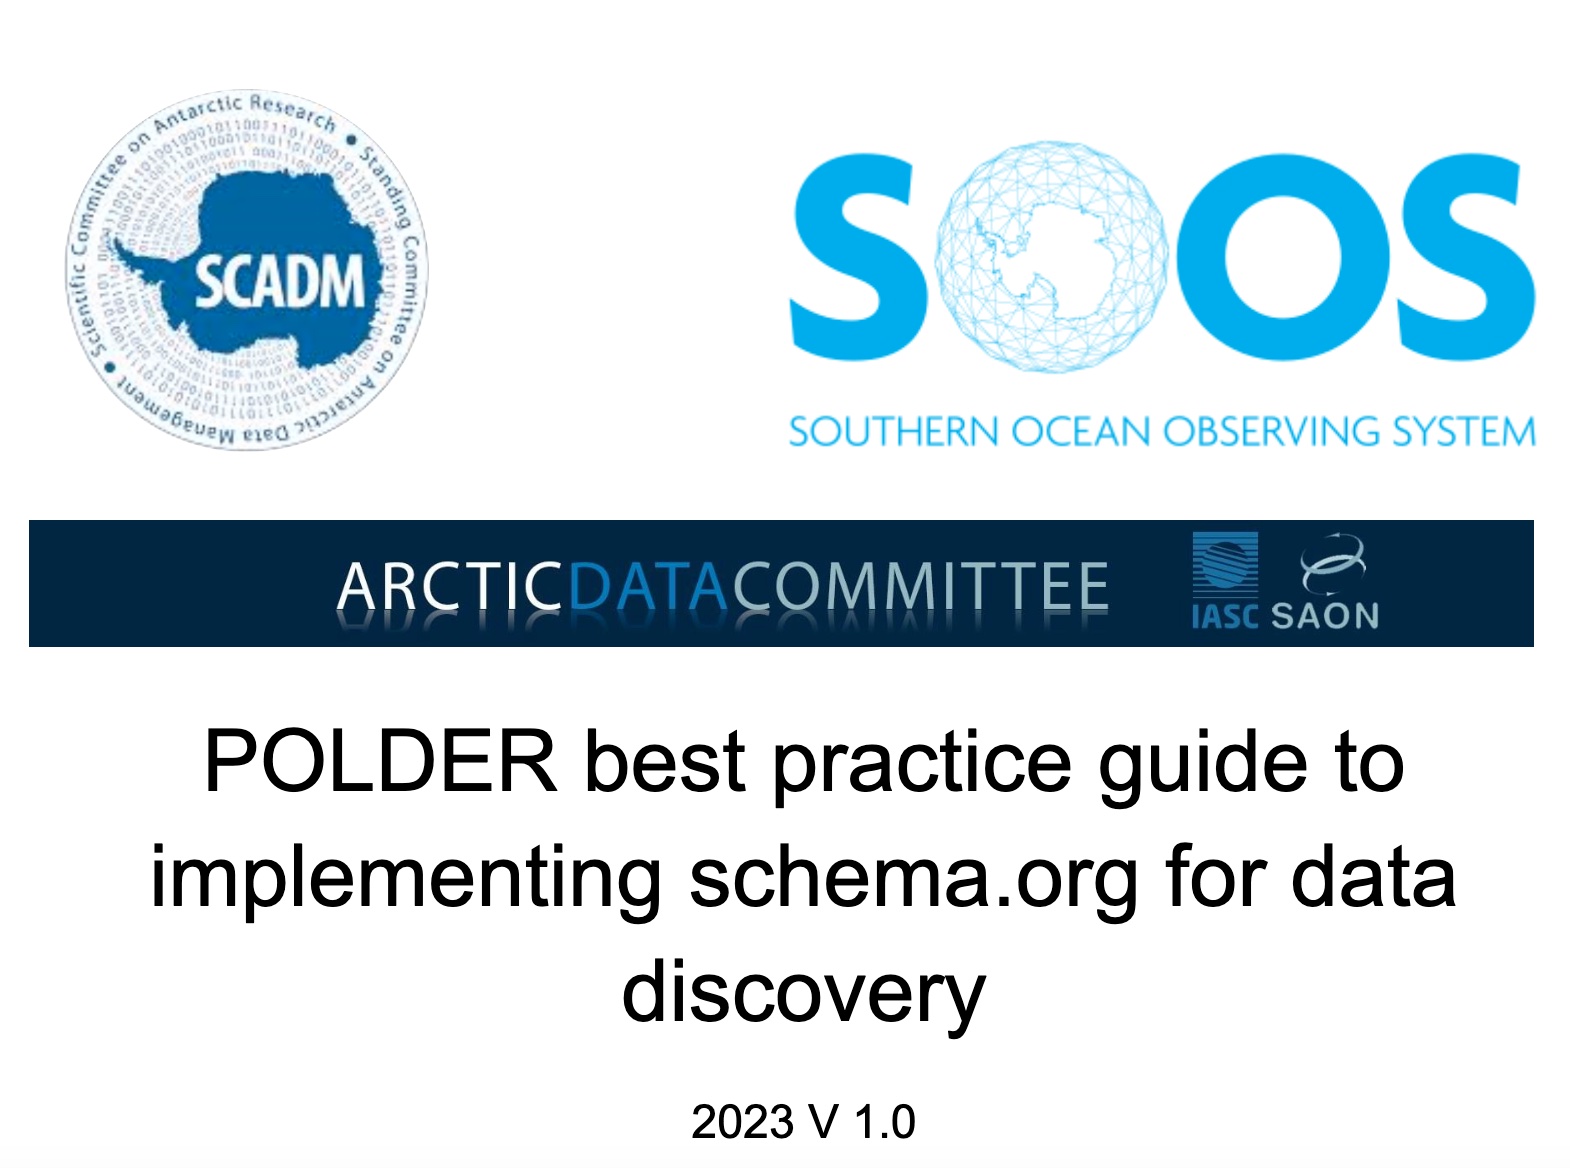 Scientific Committee on Antarctic Research • Standing Committee on Antarctic Data Management •
SCADM
SOOS
SOUTHERN OCEAN OBSERVING SYSTEM
ARCTICDATACOMMITTEE
IASC SAON
POLDER best practice guide to
implementing schema.org for data
discovery
2023 V 1.0